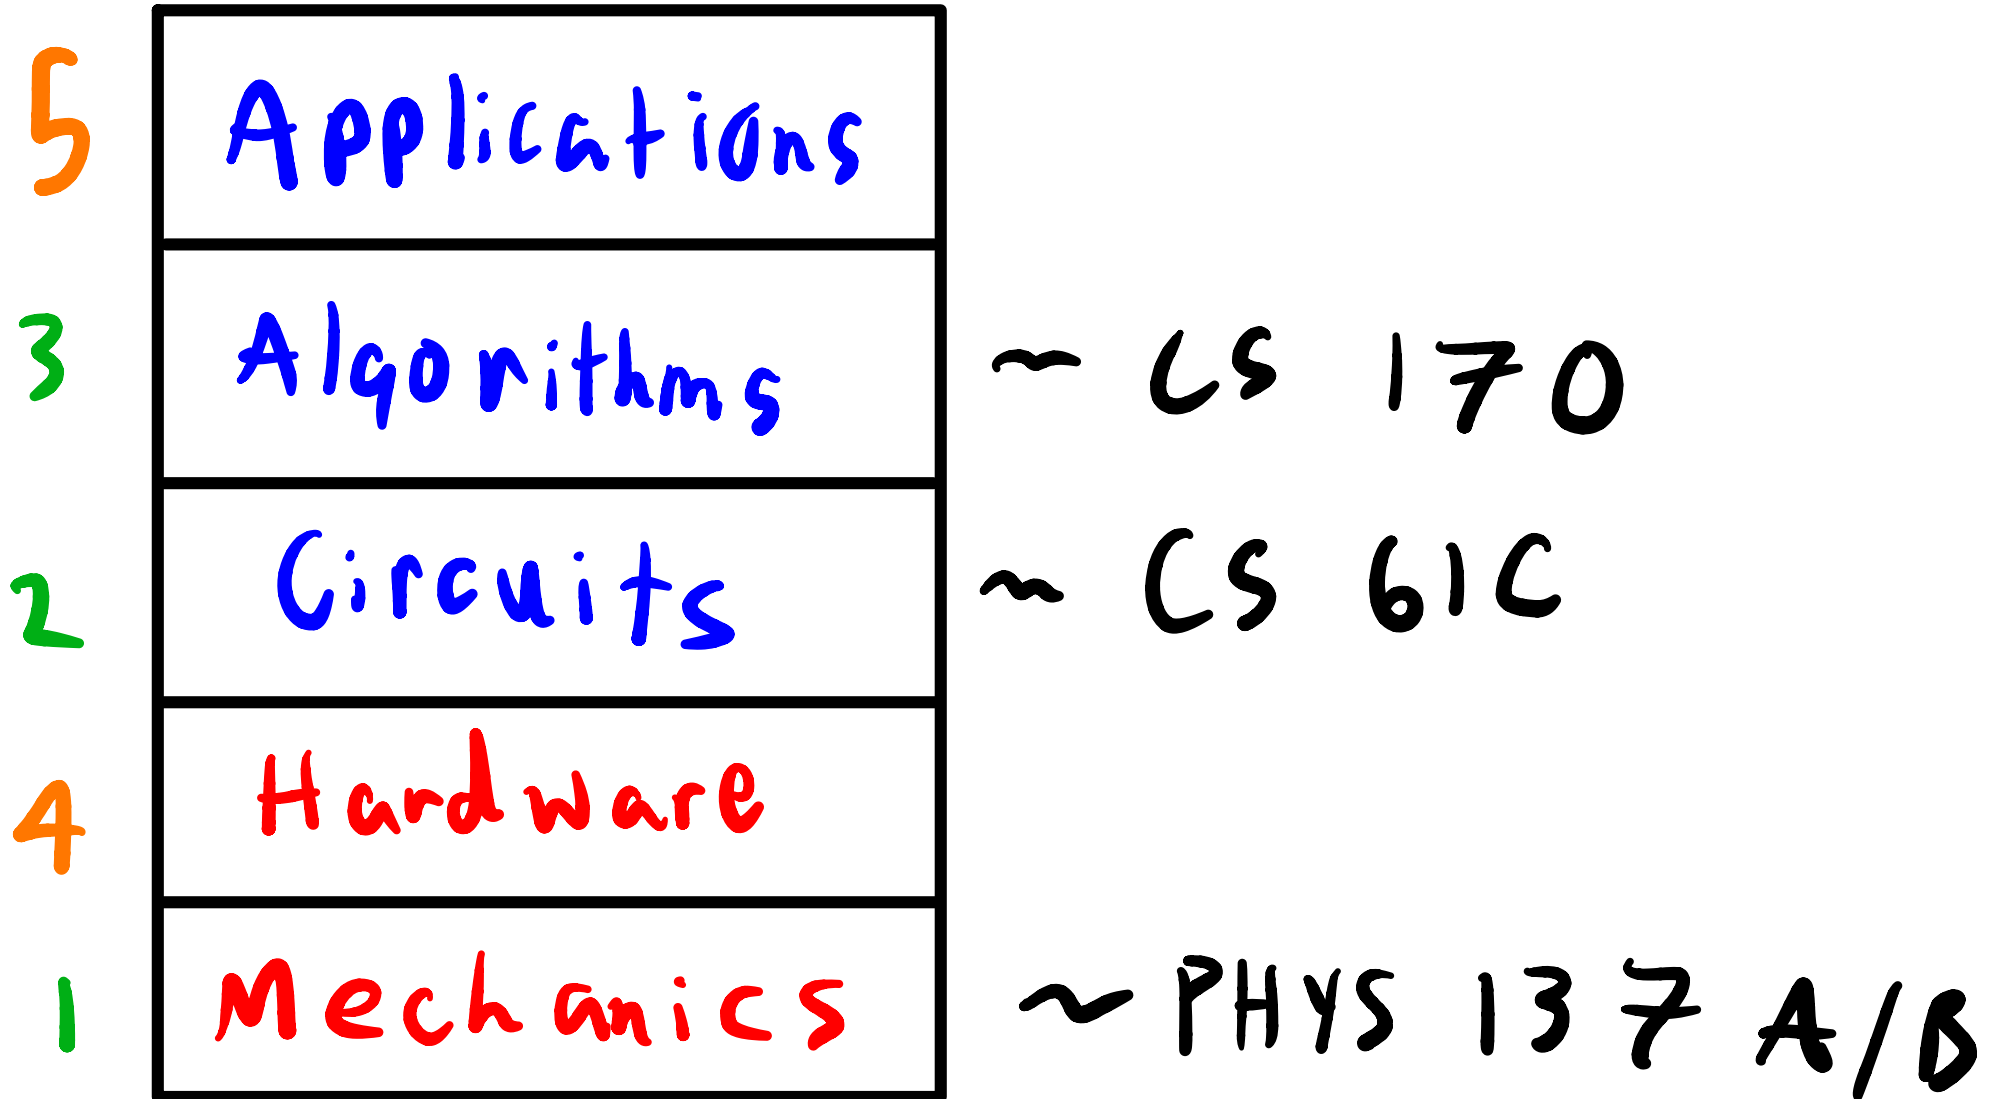 5 Applications
3 Algorithms ~ CS 170
2 Circuits ~ CS 61C
4 Hardware
1 Mechanics ~ PHYS 137 A/B